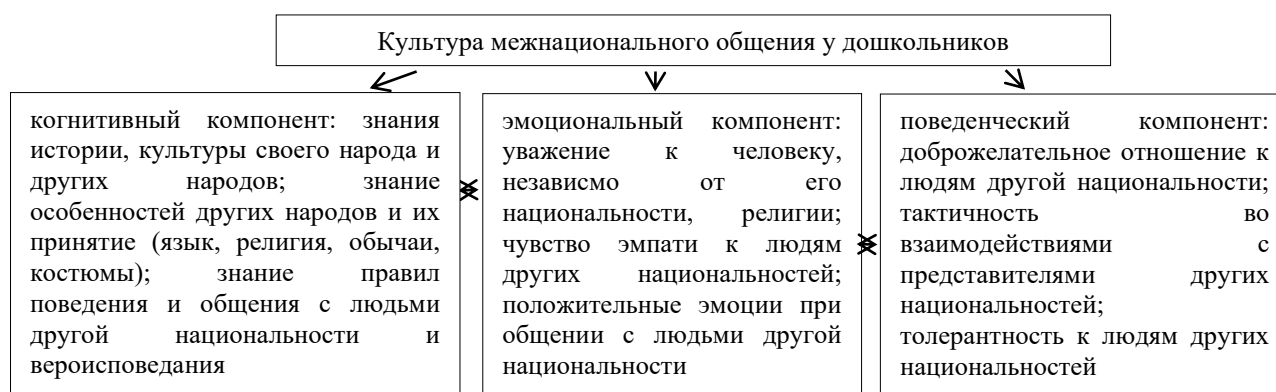 Культура межнационального общения у дошкольников
когнитивный компонент: знания
истории, культуры своего народа и
других народов; знание
особенностей других народов и их
принятие (язык, религия, обычаи,
костюмы); знание правил
поведения и общения с людьми
другой национальности и
вероисповедания
эмоциональный компонент:
уважение к человеку,
независмо от его
национальности, религии;
чувство эмпати к людям
других национальностей;
положительные эмоции при
общении с людьми другой
национальности
поведенческий компонент:
доброжелательное отношение к
людям другой национальности;
тактичность во
взаимодействиями с
представителями других
национальностей;
толерантность к людям других
национальностей